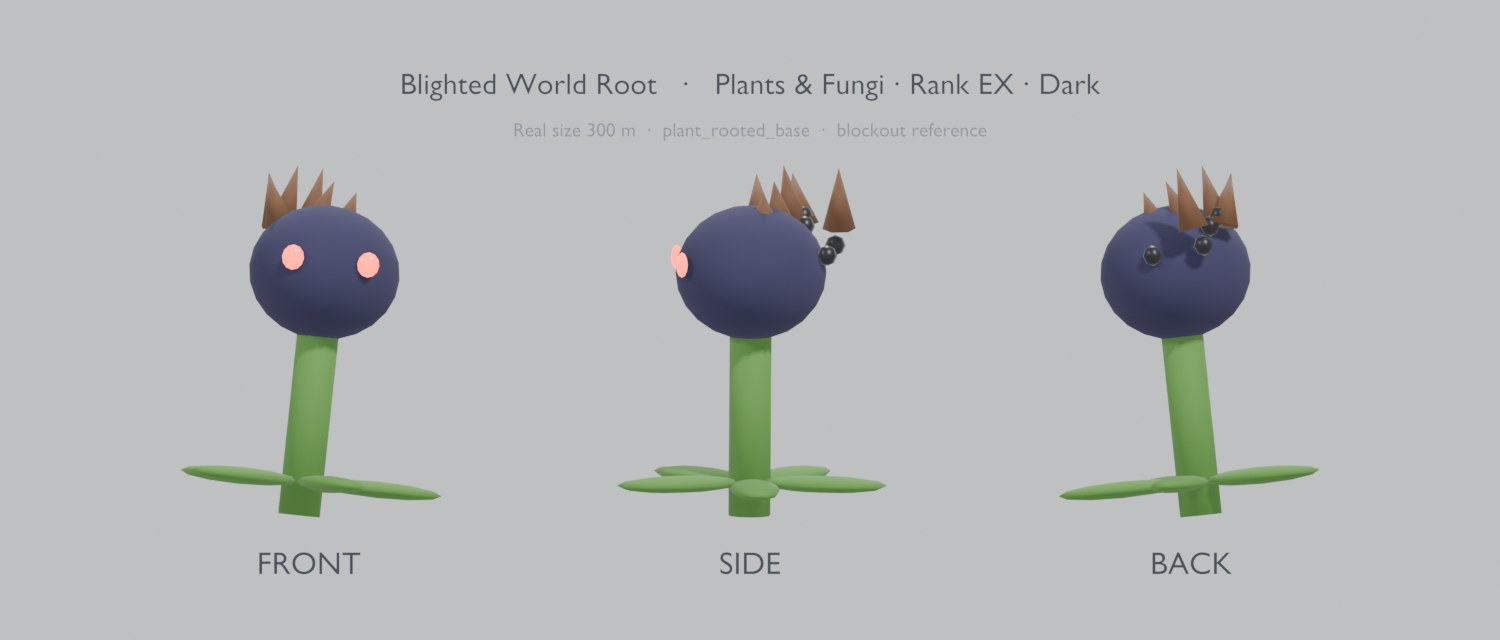 Blighted World Root · Plants & Fungi · Rank EX · Dark
Real size 300 m · plant_rooted_base · blockout reference
FRONT
SIDE
BACK